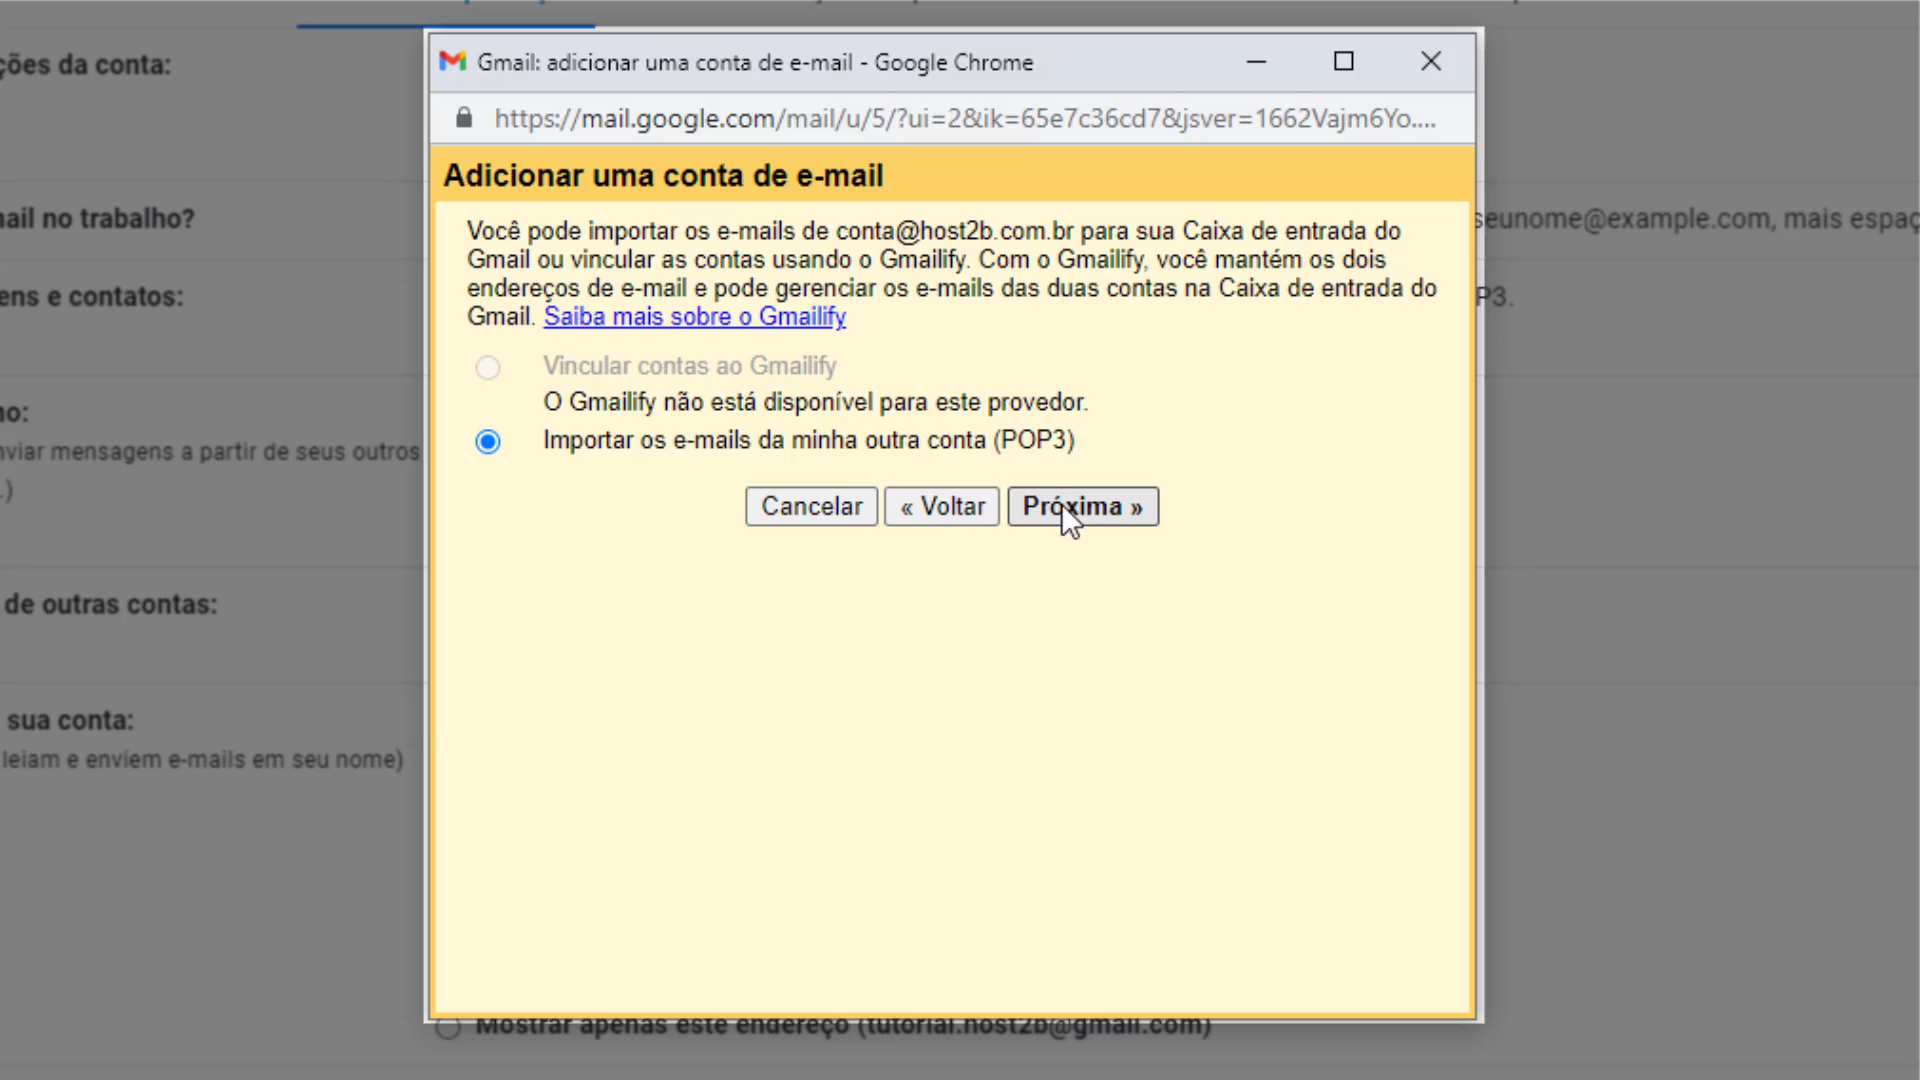 Gmail: adicionar uma conta de e-mail - Google Chrome
https://mail.google.com/mail/u/5/?ui=2&ik=65e7c36cd7&jsver=1662Vajm6Yo....
Adicionar uma conta de e-mail
Você pode importar os e-mails de conta@host2b.com.br para sua Caixa de entrada do
Gmail ou vincular as contas usando o Gmailify. Com o Gmailify, você mantém os dois
endereços de e-mail e pode gerenciar os e-mails das duas contas na Caixa de entrada do
Gmail. Saiba mais sobre o Gmailify
Vincular contas ao Gmailify
O Gmailify não está disponível para este provedor.
Importar os e-mails da minha outra conta (POP3)
Cancelar « Voltar Próxima »
ções da conta:
ail no trabalho?
seunome@example.com, mais espaç
ens e contatos:
P3.
ho:
nviar mensagens a partir de seus outros
.)
de outras contas:
sua conta:
leiam e enviem e-mails em seu nome)
Mostrar apenas este endereço (tutorial.host2b@gmail.com)